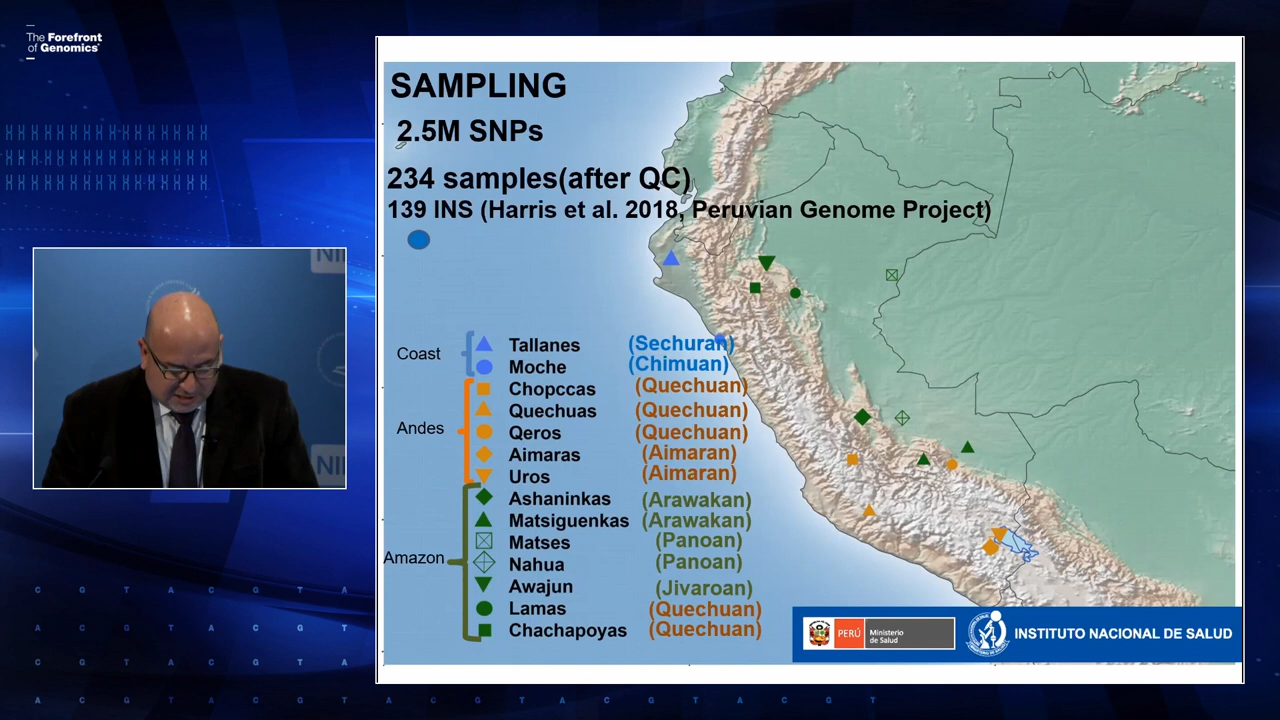 The Forefront
of Genomics®
SAMPLING
2.5M SNPs
234 samples(after QC)
139 INS (Harris et al. 2018, Peruvian Genome Project)
Coast
Tallanes (Sechuran)
Moche (Chimuan)
Andes
Chopccas (Quechuan)
Quechuas (Quechuan)
Qeros (Quechuan)
Aimaras (Aimaran)
Uros (Aimaran)
Amazon
Ashaninkas (Arawakan)
Matsiguenkas (Arawakan)
Matses (Panoan)
Nahua (Panoan)
Awajun (Jivaroan)
Lamas (Quechuan)
Chachapoyas (Quechuan)
PERÚ Ministerio
de Salud
INSTITUTO NACIONAL DE SALUD
NI
NI
C G T A C G T A
A C G T A C G T
C G T A C G T A
A C G T A C G T A C G T A C G T A C G T